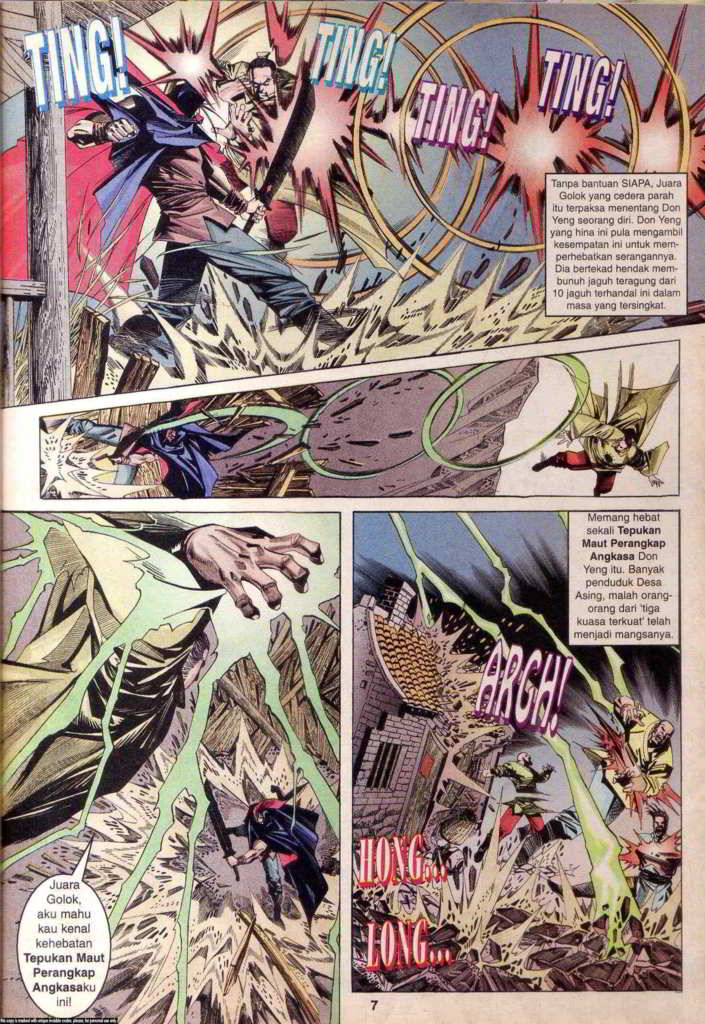 TING!
TING!
TING!
TING!
Tanpa bantuan SIAPA, Juara
Golok yang cedera parah
itu terpaksa menentang Don
Yeng seorang diri. Don Yeng
yang hina ini pula mengambil
kesempatan ini untuk mem-
perhebatkan serangannya.
Dia bertekad hendak mem-
bunuh jaguh teragung dari
10 jaguh terhandal ini dalam
masa yang tersingkat.
Juara
Golok,
aku mahu
kau kenal
kehebatan
Tepukan Maut
Perangkap
Angkasaku
ini!
Memang hebat
sekali Tepukan
Maut Perangkap
Angkasa Don
Yeng itu. Banyak
penduduk Desa
Asing, malah orang-
orang dari 'tiga
kuasa terkuat' telah
menjadi mangsanya.
ARGH!
HONG...
LONG...
7